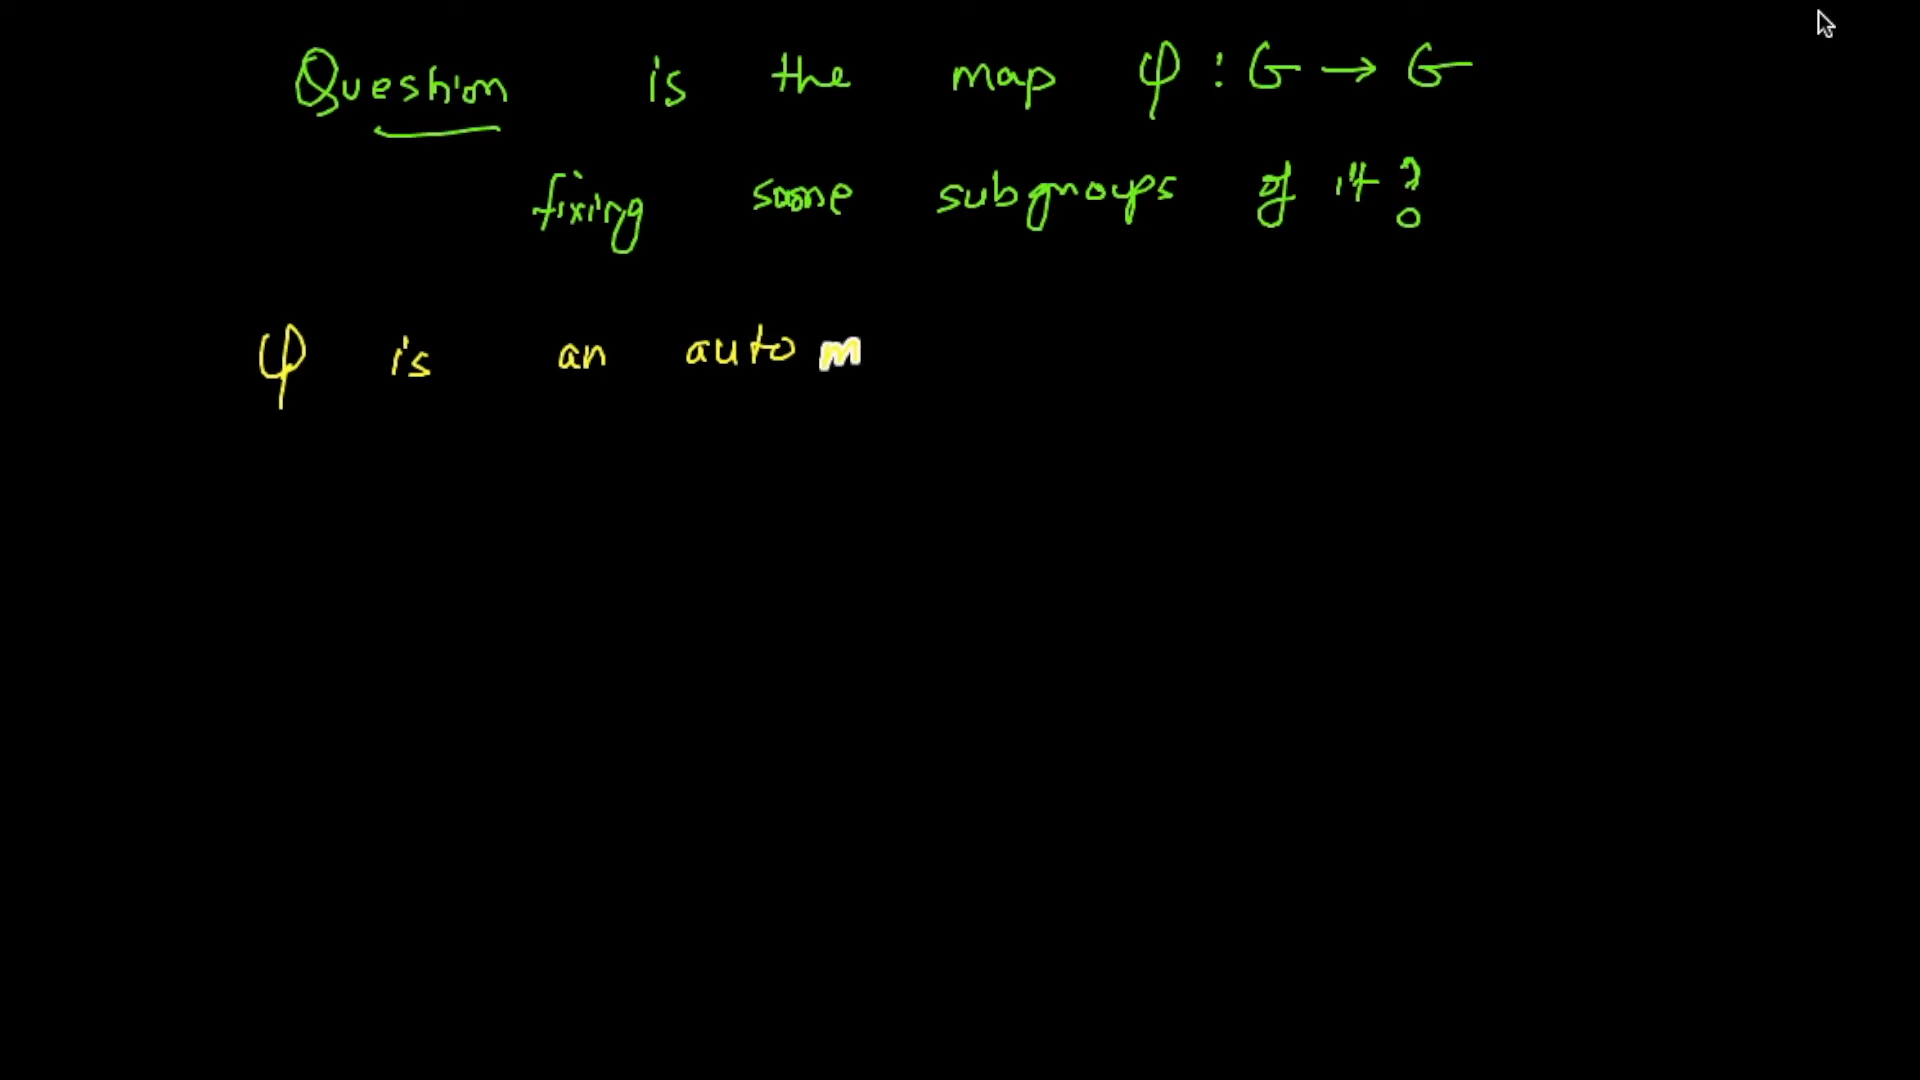 Question is the map φ : G → G
fixing some subgroups of it ?
φ is an autom